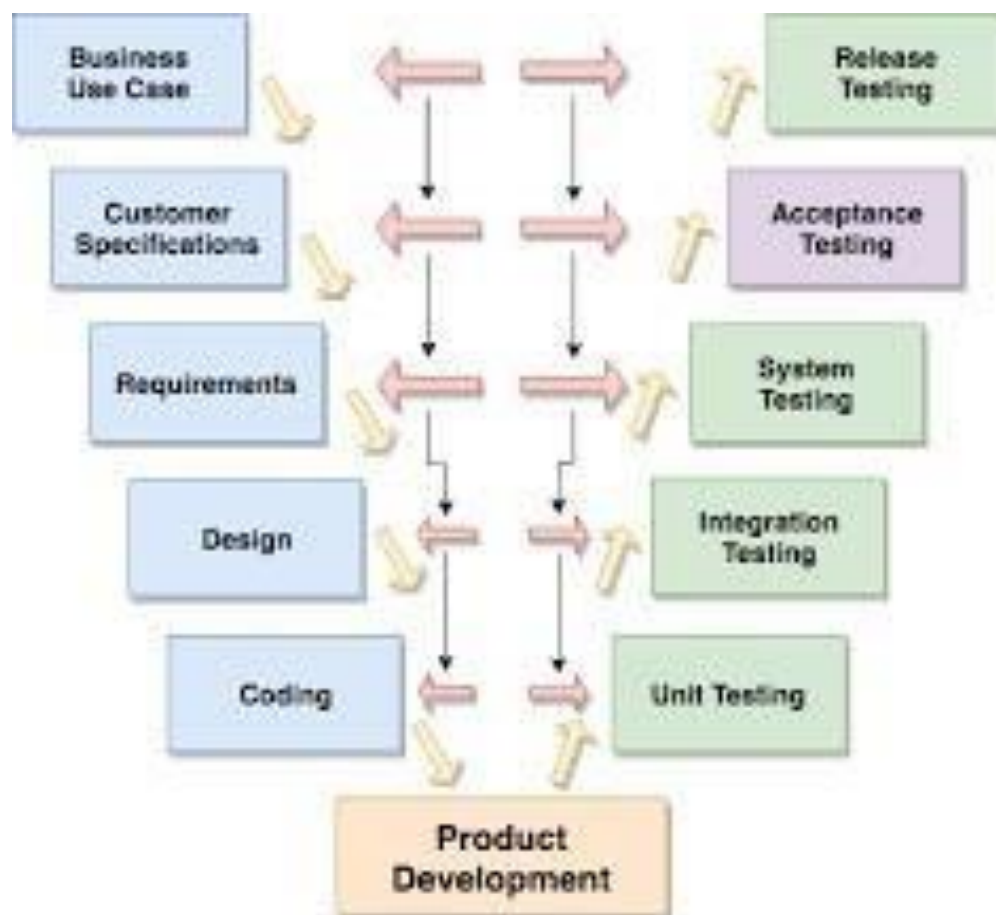 Business
Use Case
Release
Testing
Customer
Specifications
Acceptance
Testing
Requirements
System
Testing
Design
Integration
Testing
Coding
Unit Testing
Product
Development